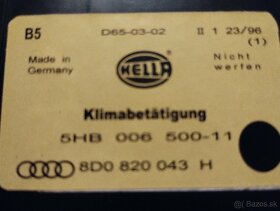 B5 D65-03-02 II 1 23/96
(1)
Made in Germany
HELLA
Nicht werfen
Klimabetätigung
5HB 006 500-11
8D0 820 043 H
Bazos.sk